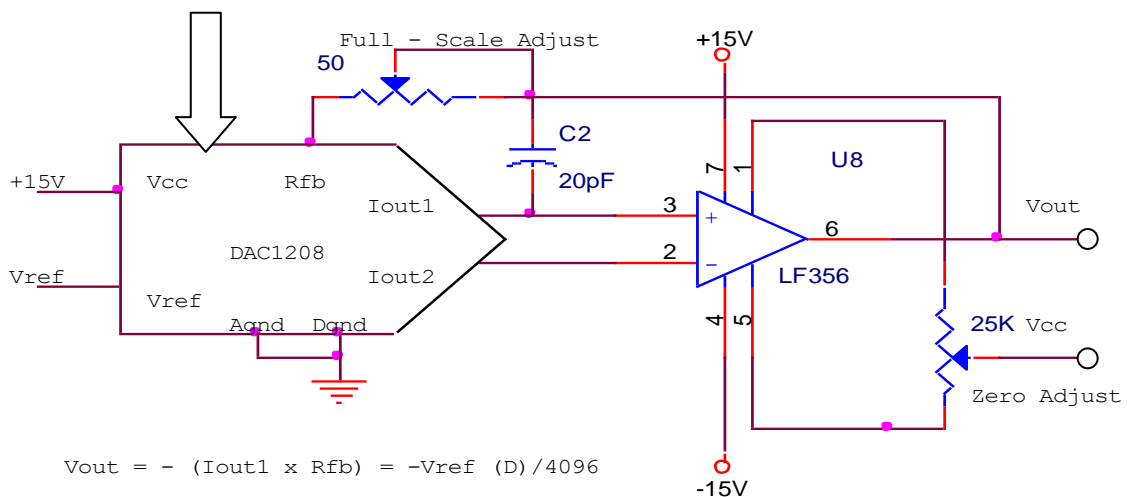 Full - Scale Adjust
+15V
50
C2
7
1
U8
+15V
Vcc
Rfb
20pF
Iout1
3
+
6
Vout
DAC1208
2
−
LF356
Vref
Iout2
Vref
Agnd
Dgnd
4
5
25K
Vcc
Zero Adjust
Vout = - (Iout1 x Rfb) = -Vref (D)/4096
-15V